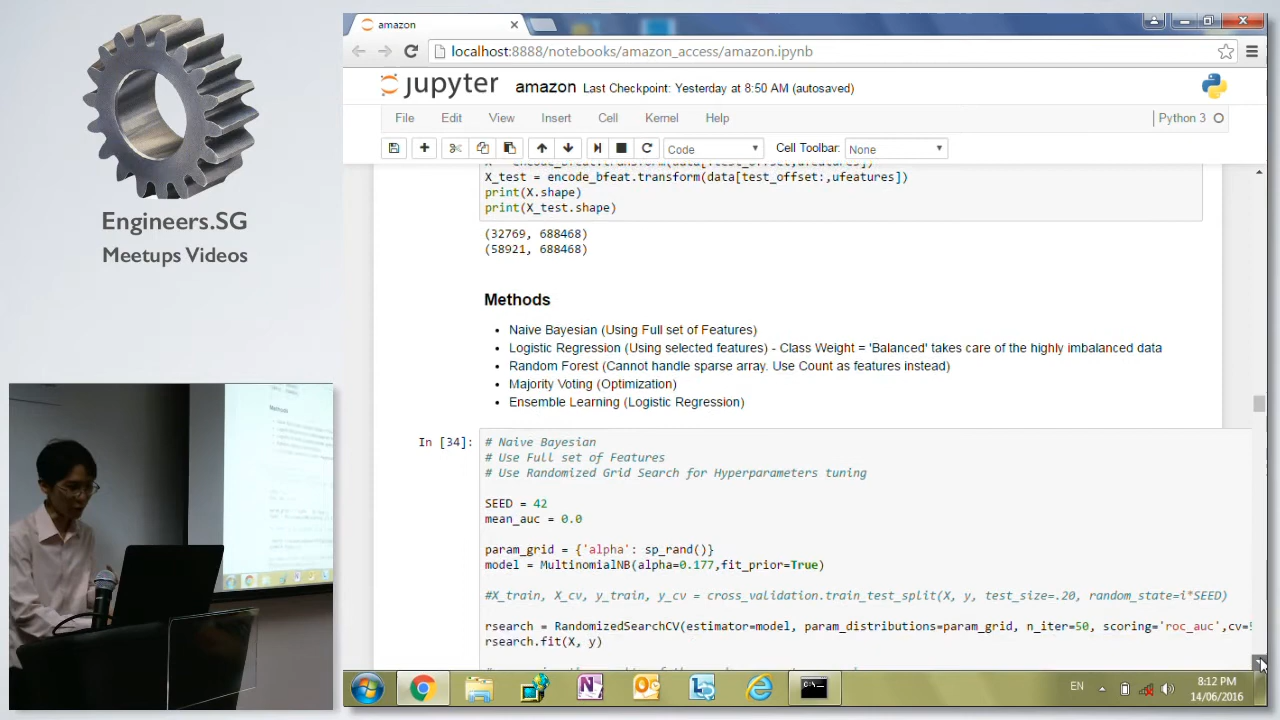 Engineers.SG
Meetups Videos
amazon
localhost:8888/notebooks/amazon_access/amazon.ipynb
jupyter
amazon Last Checkpoint: Yesterday at 8:50 AM (autosaved)
File Edit View Insert Cell Kernel Help
Python 3
Code
Cell Toolbar: None
X_test = encode_bfeat.transform(data[test_offset:,ufeatures])
print(X.shape)
print(X_test.shape)
(32769, 688468)
(58921, 688468)
Methods
• Naive Bayesian (Using Full set of Features)
• Logistic Regression (Using selected features) - Class Weight = 'Balanced' takes care of the highly imbalanced data
• Random Forest (Cannot handle sparse array. Use Count as features instead)
• Majority Voting (Optimization)
• Ensemble Learning (Logistic Regression)
In [34]:
# Naive Bayesian
# Use Full set of Features
# Use Randomized Grid Search for Hyperparameters tuning
SEED = 42
mean_auc = 0.0
param_grid = {'alpha': sp_rand()}
model = MultinomialNB(alpha=0.177,fit_prior=True)
#X_train, X_cv, y_train, y_cv = cross_validation.train_test_split(X, y, test_size=.20, random_state=i*SEED)
rsearch = RandomizedSearchCV(estimator=model, param_distributions=param_grid, n_iter=50, scoring='roc_auc',cv=
rsearch.fit(X, y)
EN
8:12 PM
14/06/2016